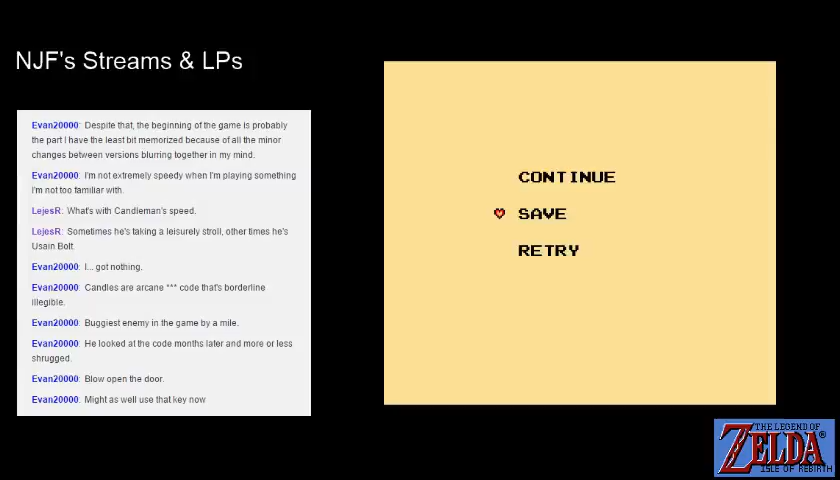 NJF's Streams & LPs
Evan20000: Despite that, the beginning of the game is probably
the part I have the least bit memorized because of all the minor
changes between versions blurring together in my mind.
Evan20000: I'm not extremely speedy when I'm playing something
I'm not too familiar with.
LejesR: What's with Candleman's speed.
LejesR: Sometimes he's taking a leisurely stroll, other times he's
Usain Bolt.
Evan20000: I... got nothing.
Evan20000: Candles are arcane *** code that's borderline
illegible.
Evan20000: Buggiest enemy in the game by a mile.
Evan20000: He looked at the code months later and more or less
shrugged.
Evan20000: Blow open the door.
Evan20000: Might as well use that key now
CONTINUE
SAVE
RETRY
THE LEGEND OF
ZELDA®
ISLE OF REBIRTH